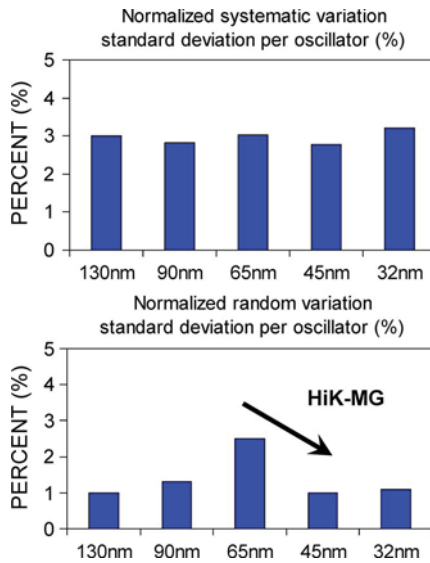 Normalized systematic variation
standard deviation per oscillator (%)
PERCENT (%)
5
4
3
2
1
0
130nm 90nm 65nm 45nm 32nm
Normalized random variation
standard deviation per oscillator (%)
PERCENT (%)
5
4
3
2
1
0
HiK-MG
130nm 90nm 65nm 45nm 32nm